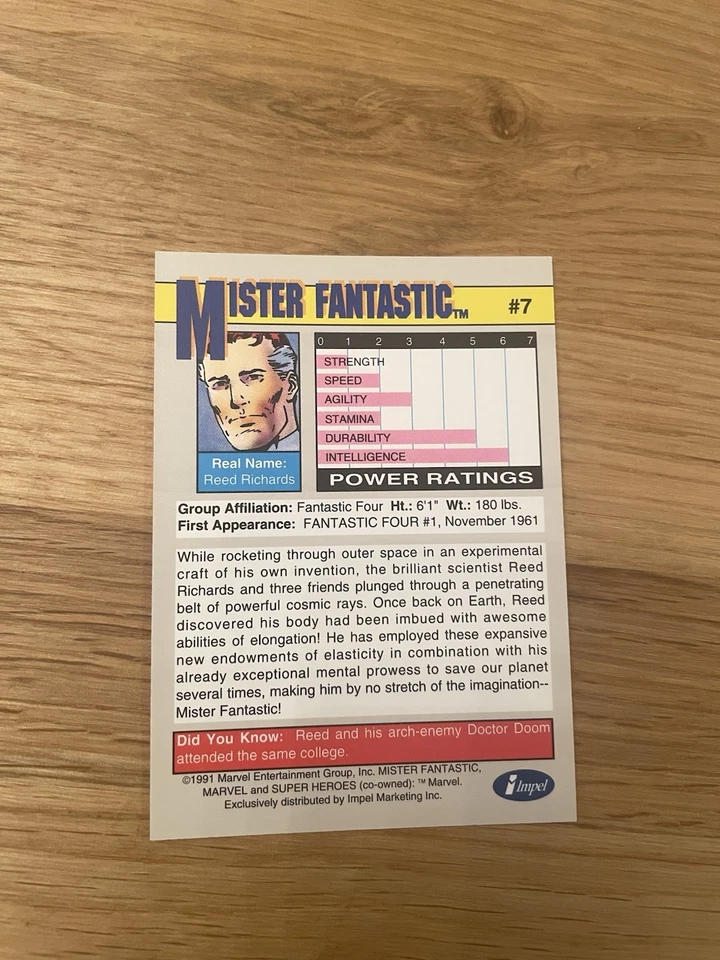 MISTER FANTASTIC™ #7
0 1 2 3 4 5 6 7
STRENGTH
SPEED
AGILITY
STAMINA
DURABILITY
INTELLIGENCE
POWER RATINGS
Real Name:
Reed Richards
Group Affiliation: Fantastic Four Ht.: 6'1" Wt.: 180 lbs.
First Appearance: FANTASTIC FOUR #1, November 1961
While rocketing through outer space in an experimental
craft of his own invention, the brilliant scientist Reed
Richards and three friends plunged through a penetrating
belt of powerful cosmic rays. Once back on Earth, Reed
discovered his body had been imbued with awesome
abilities of elongation! He has employed these expansive
new endowments of elasticity in combination with his
already exceptional mental prowess to save our planet
several times, making him by no stretch of the imagination--
Mister Fantastic!
Did You Know: Reed and his arch-enemy Doctor Doom
attended the same college.
©1991 Marvel Entertainment Group, Inc. MISTER FANTASTIC,
MARVEL and SUPER HEROES (co-owned): ™ Marvel.
Exclusively distributed by Impel Marketing Inc.
Impel